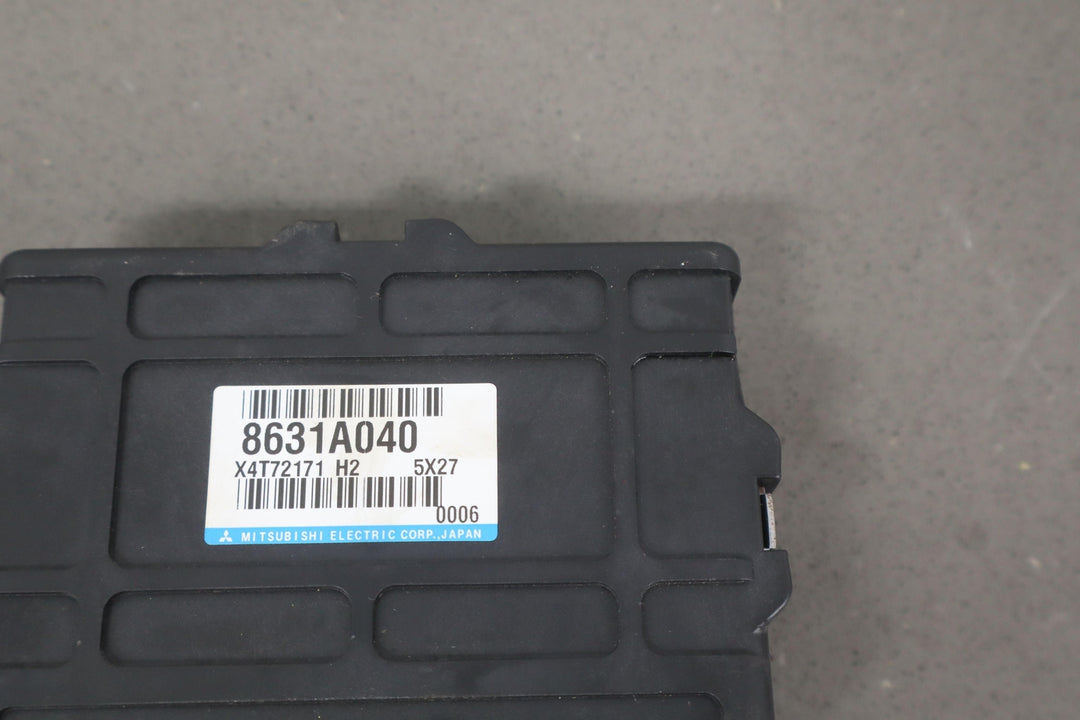 8631A040
X4T72171 H2 5X27
0006
MITSUBISHI ELECTRIC CORP.,JAPAN